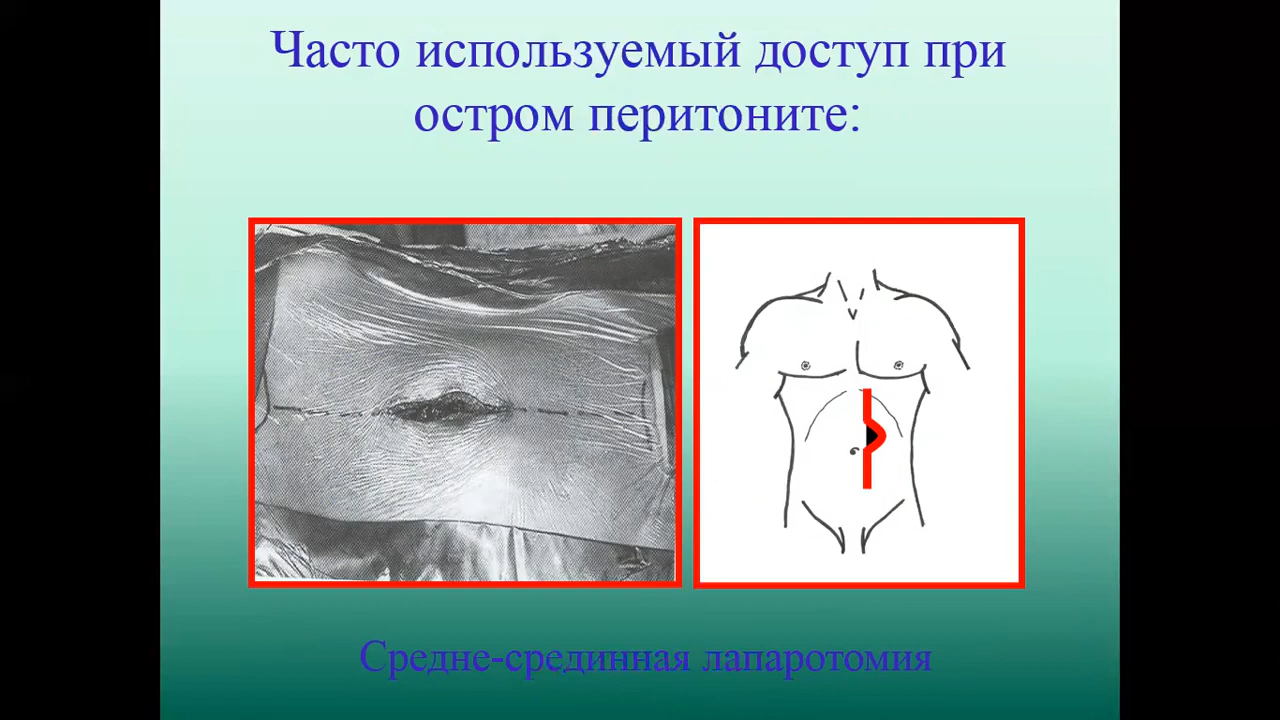 Часто используемый доступ при
остром перитоните:
Средне-срединная лапаротомия